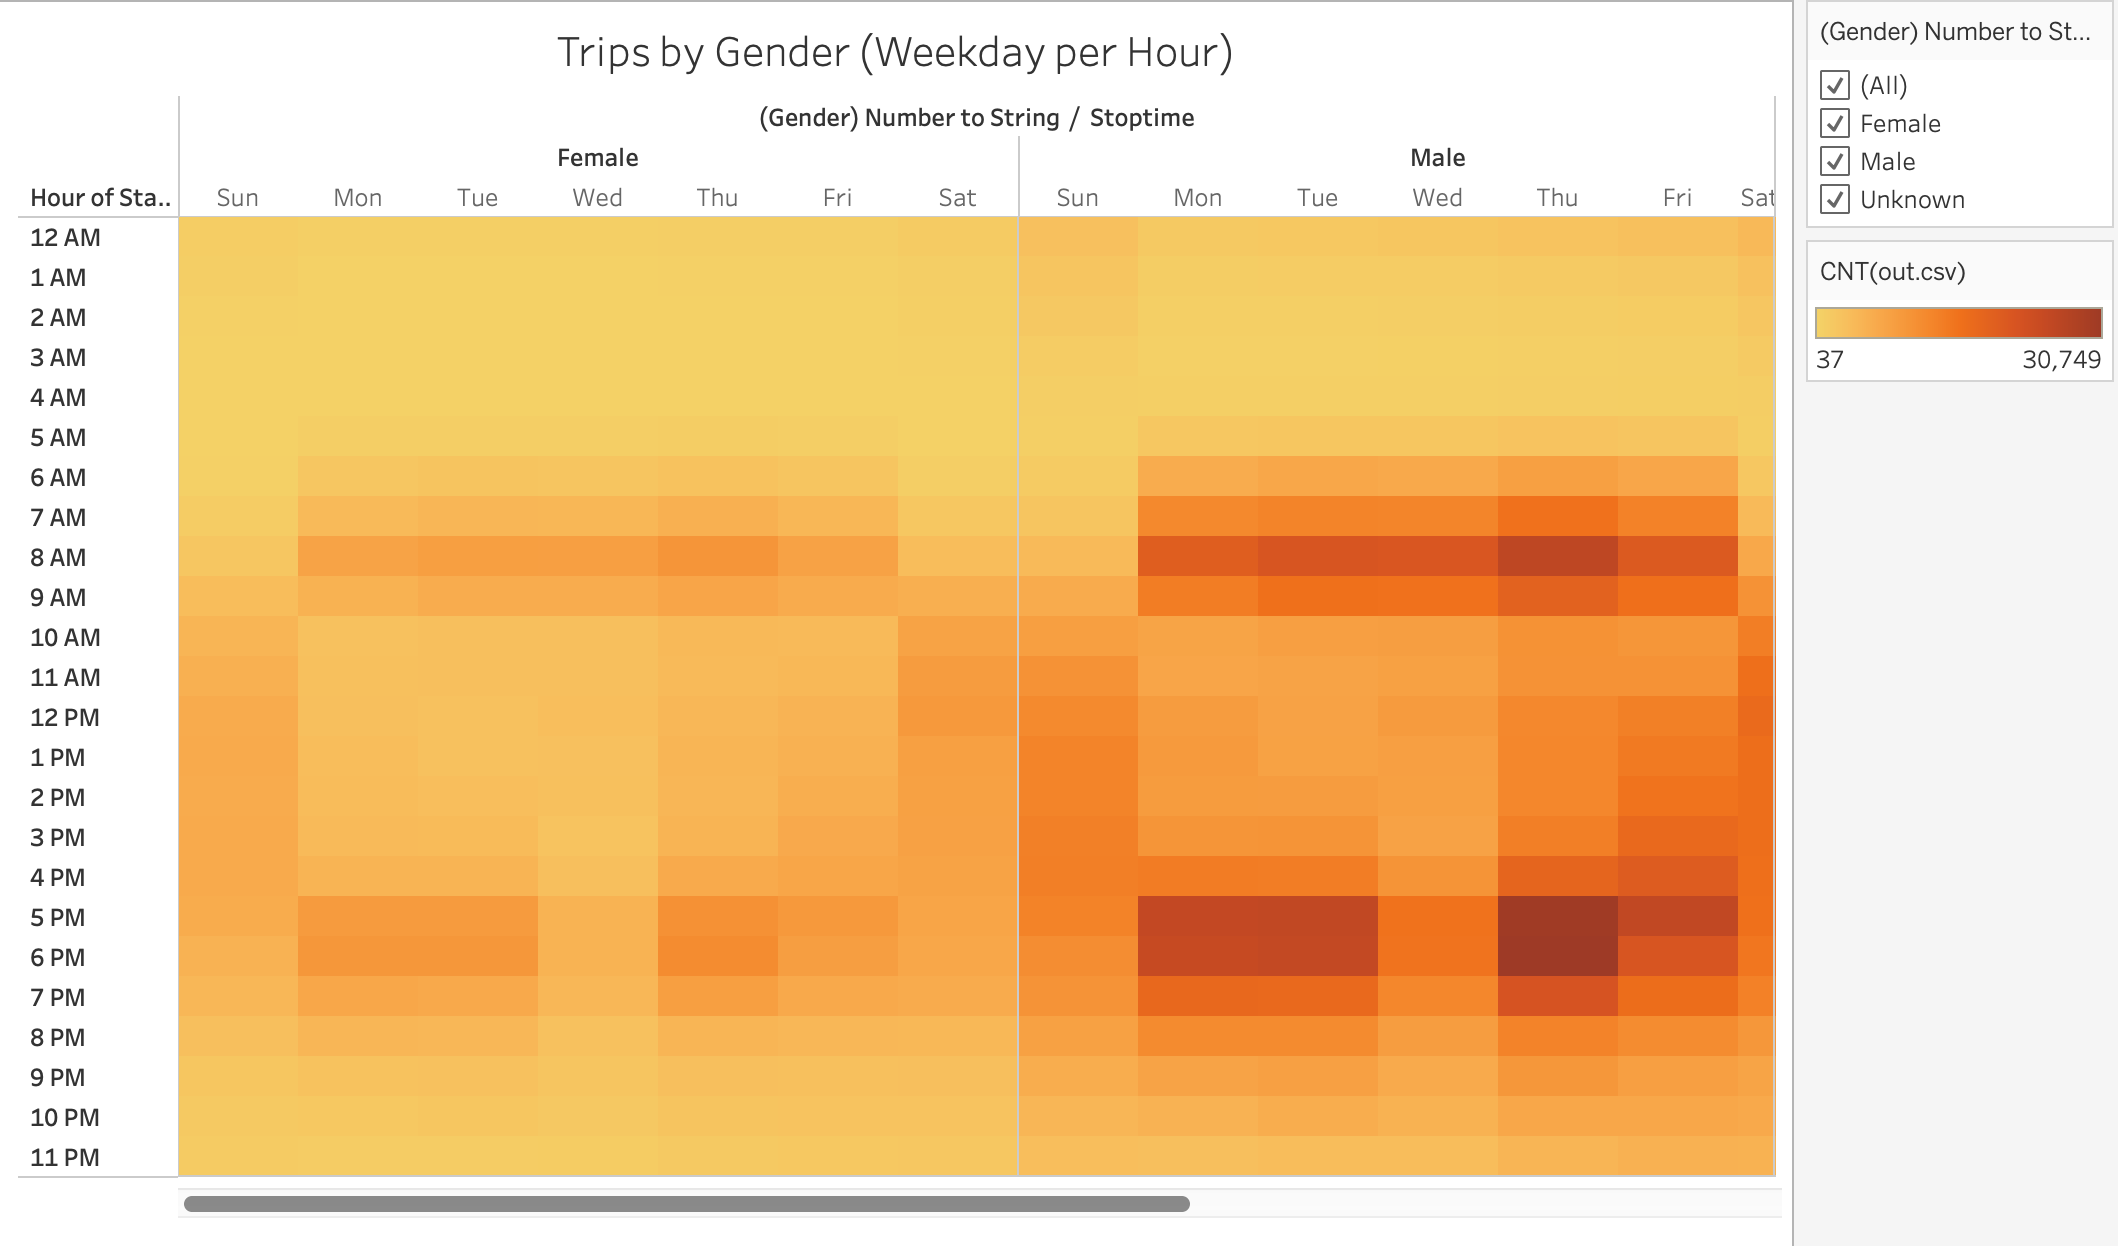 Trips by Gender (Weekday per Hour)
(Gender) Number to String / Stoptime
Female Male
Hour of Sta.. Sun Mon Tue Wed Thu Fri Sat Sun Mon Tue Wed Thu Fri Sat
12 AM
1 AM
2 AM
3 AM
4 AM
5 AM
6 AM
7 AM
8 AM
9 AM
10 AM
11 AM
12 PM
1 PM
2 PM
3 PM
4 PM
5 PM
6 PM
7 PM
8 PM
9 PM
10 PM
11 PM
(Gender) Number to St...
(All)
Female
Male
Unknown
CNT(out.csv)
37 30,749